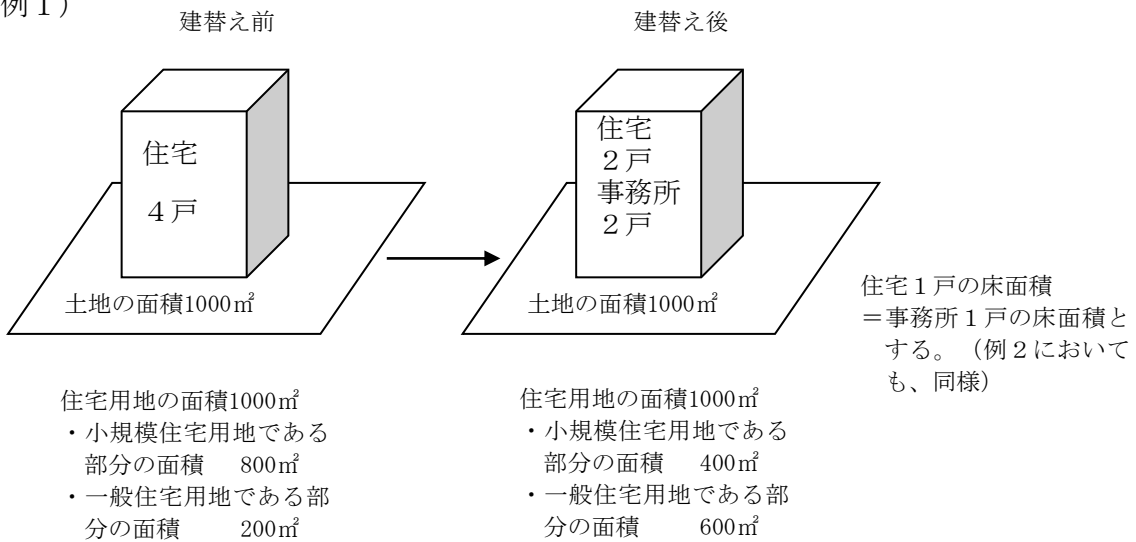 例１）
建替え前
住宅
４戸
土地の面積1000㎡
住宅用地の面積1000㎡
・小規模住宅用地である
部分の面積　800㎡
・一般住宅用地である部
分の面積　200㎡
建替え後
住宅
２戸
事務所
２戸
土地の面積1000㎡
住宅用地の面積1000㎡
・小規模住宅用地である
部分の面積　400㎡
・一般住宅用地である部
分の面積　600㎡
住宅１戸の床面積
＝事務所１戸の床面積と
する。（例２において
も、同様）